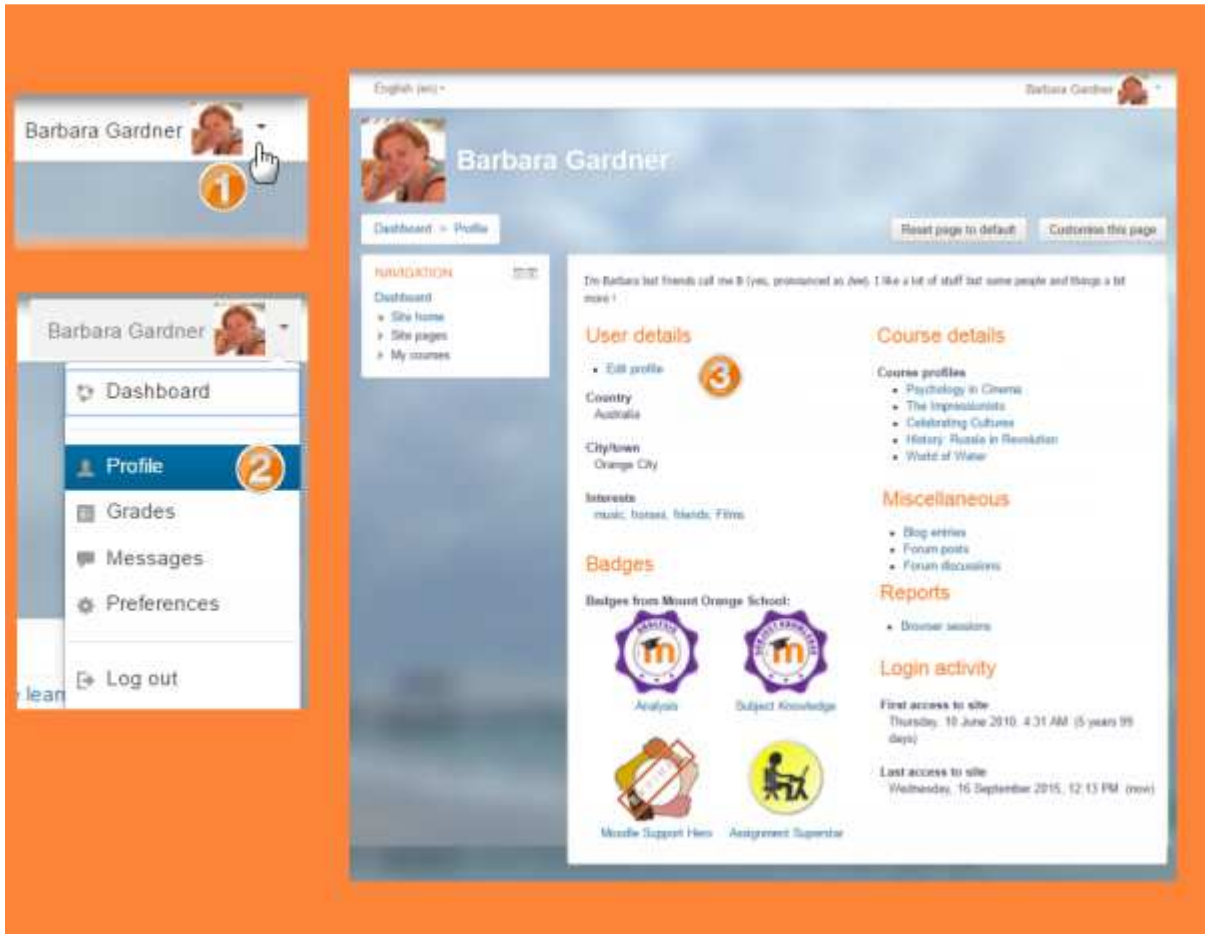 Barbara Gardner
1
Barbara Gardner
Dashboard
Profile
2
Grades
Messages
Preferences
Log out
lean
English (en)
Barbara Gardner
Barbara Gardner
Dashboard > Profile
Reset page to default
Customise this page
NAVIGATION
Dashboard
Site home
Site pages
My courses
I'm Barbara but friends call me B (yes, pronounced as bee). I like a lot of stuff but some people and things a bit
more !
User details
Edit profile
3
Country
Australia
City/town
Orange City
Interests
music, horses, friends, Films
Badges
Badges from Mount Orange School:
ANALYSIS
m
Analysis
SUBJECT KNOWLEDGE
m
Subject Knowledge
Moodle Support Hero
Assignment Superstar
Course details
Course profiles
Psychology in Cinema
The Impressionists
Celebrating Cultures
History: Russia in Revolution
World of Water
Miscellaneous
Blog entries
Forum posts
Forum discussions
Reports
Browser sessions
Login activity
First access to site
Thursday, 10 June 2010, 4:31 AM (5 years 99
days)
Last access to site
Wednesday, 16 September 2015, 12:13 PM (now)